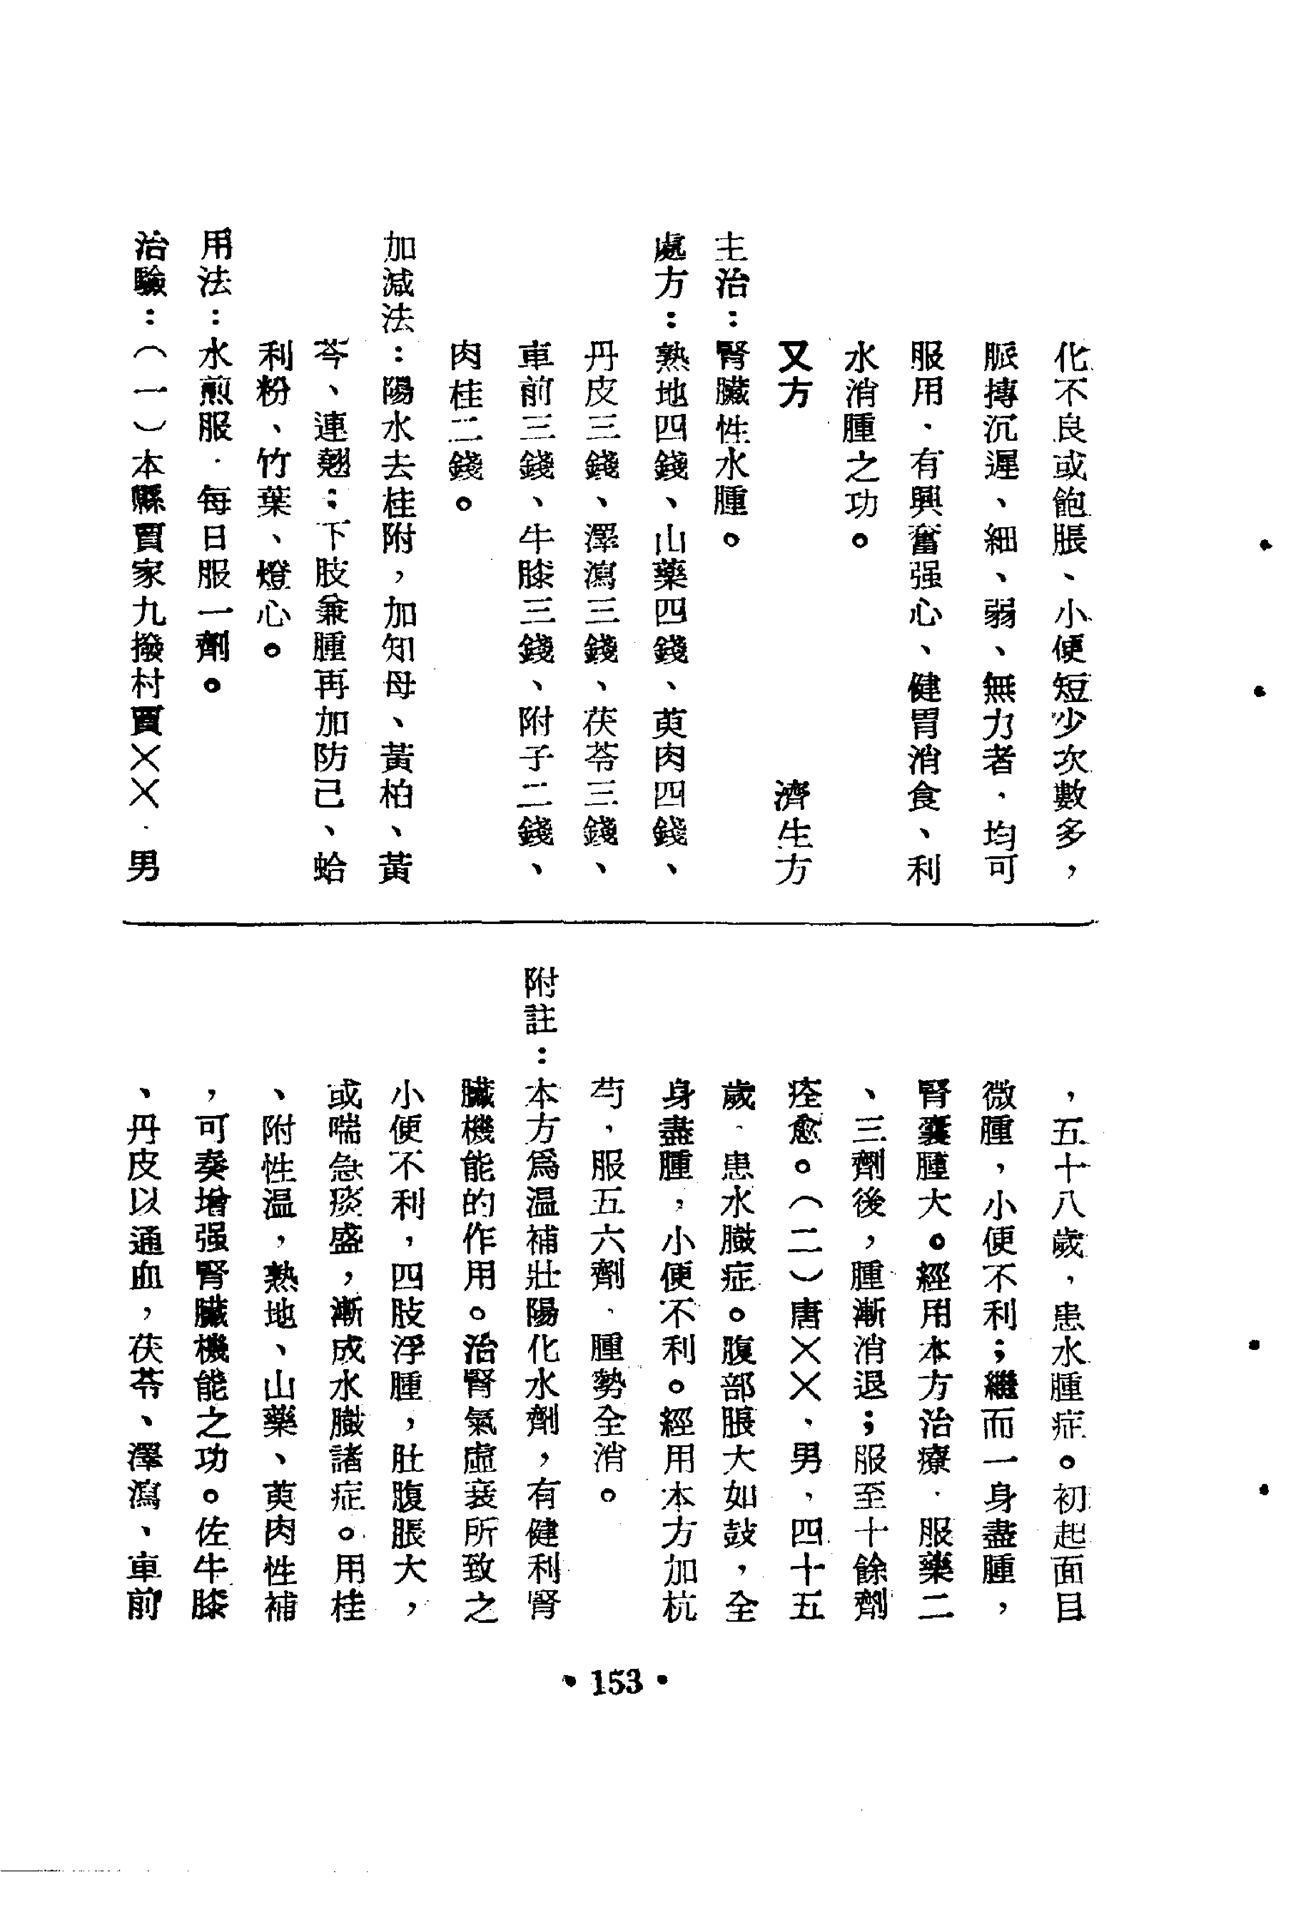 化不良或飽脹、小便短少次數多，
脈摶沉遲、細、弱、無力者，均可
服用，有興奮强心、健胃消食、利
水消腫之功。
又方　濟生方
主治：腎臟性水腫。
處方：熟地四錢、山藥四錢、萸肉四錢、
丹皮三錢、澤瀉三錢、茯苓三錢、
車前三錢、牛膝三錢、附子二錢、
肉桂二錢。
加減法：陽水去桂附，加知母、黃柏、黃
芩、連翹；下肢兼腫再加防己、蛤
利粉、竹葉、燈心。
用法：水煎服，每日服一劑。
治驗：（一）本縣賈家九撥村賈××，男
，五十八歲，患水腫症。初起面目
微腫，小便不利；繼而一身盡腫，
腎囊腫大。經用本方治療，服藥二
、三劑後，腫漸消退；服至十餘劑
痊愈。（二）唐××、男，四十五
歲，患水臌症。腹部脹大如鼓，全
身盡腫，小便不利。經用本方加杭
芍，服五六劑，腫勢全消。
附註：本方爲温補壯陽化水劑，有健利腎
臟機能的作用。治腎氣虛衰所致之
小便不利，四肢浮腫，肚腹脹大，
或喘急痰盛，漸成水臌諸症。用桂
、附性温，熟地、山藥、萸肉性補
，可奏增强腎臟機能之功。佐牛膝
、丹皮以通血，茯苓、澤瀉、車前
• 153 •